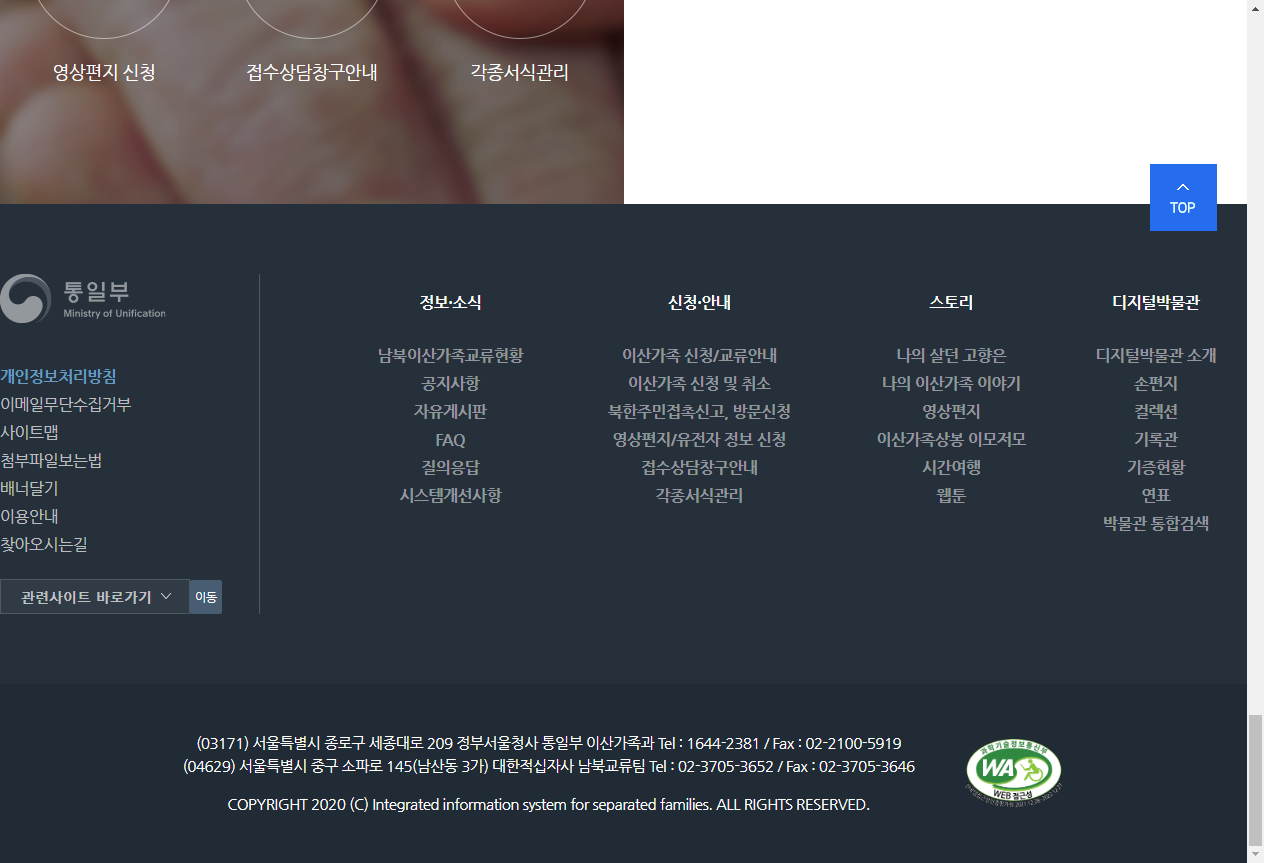 영상편지 신청
접수상담창구안내
각종서식관리
TOP
통일부
Ministry of Unification
개인정보처리방침
이메일무단수집거부
사이트맵
첨부파일보는법
배너달기
이용안내
찾아오시는길
관련사이트 바로가기
이동
정보·소식
남북이산가족교류현황
공지사항
자유게시판
FAQ
질의응답
시스템개선사항
신청·안내
이산가족 신청/교류안내
이산가족 신청 및 취소
북한주민접촉신고, 방문신청
영상편지/유전자 정보 신청
접수상담창구안내
각종서식관리
스토리
나의 살던 고향은
나의 이산가족 이야기
영상편지
이산가족상봉 이모저모
시간여행
웹툰
디지털박물관
디지털박물관 소개
손편지
컬렉션
기록관
기증현황
연표
박물관 통합검색
(03171) 서울특별시 종로구 세종대로 209 정부서울청사 통일부 이산가족과 Tel : 1644-2381 / Fax : 02-2100-5919
(04629) 서울특별시 중구 소파로 145(남산동 3가) 대한적십자사 남북교류팀 Tel : 02-3705-3652 / Fax : 02-3705-3646
COPYRIGHT 2020 (C) Integrated information system for separated families. ALL RIGHTS RESERVED.
과학기술정보통신부
WA
WEB 접근성